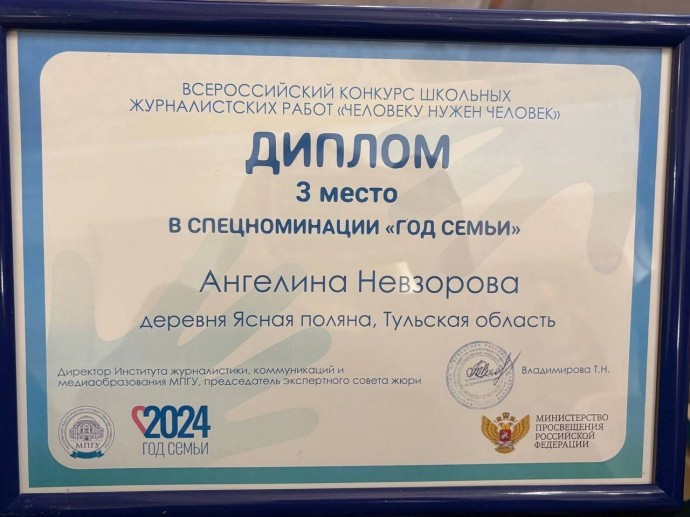 ВСЕРОССИЙСКИЙ КОНКУРС ШКОЛЬНЫХ
ЖУРНАЛИСТСКИХ РАБОТ «ЧЕЛОВЕКУ НУЖЕН ЧЕЛОВЕК»
ДИПЛОМ
3 место
В СПЕЦНОМИНАЦИИ «ГОД СЕМЬИ»
Ангелина Невзорова
деревня Ясная поляна, Тульская область
Директор Института журналистики, коммуникаций и
медиаобразования МПГУ, председатель экспертного совета жюри
Владимирова Т.Н.
МПГУ
2024
ГОД СЕМЬИ
МИНИСТЕРСТВО
ПРОСВЕЩЕНИЯ
РОССИЙСКОЙ
ФЕДЕРАЦИИ